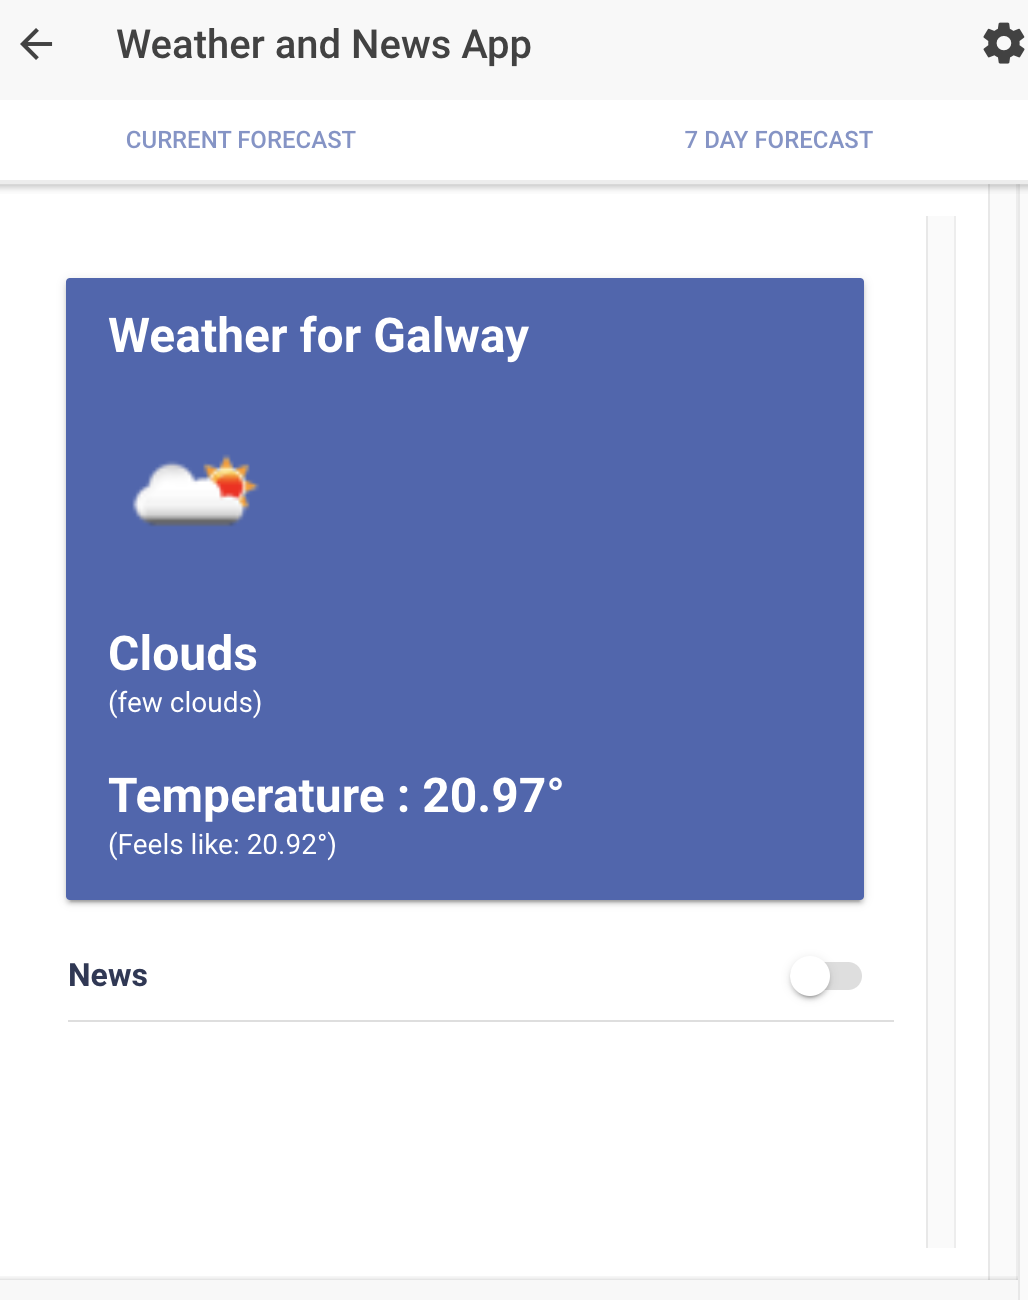 Weather and News App
CURRENT FORECAST
7 DAY FORECAST
Weather for Galway
Clouds
(few clouds)
Temperature : 20.97°
(Feels like: 20.92°)
News